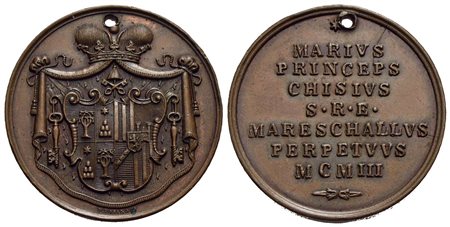 MARIVS
PRINCEPS
CHISIVS
S·R·E·
MARESCHALLVS
PERPETVVS
MCMIII